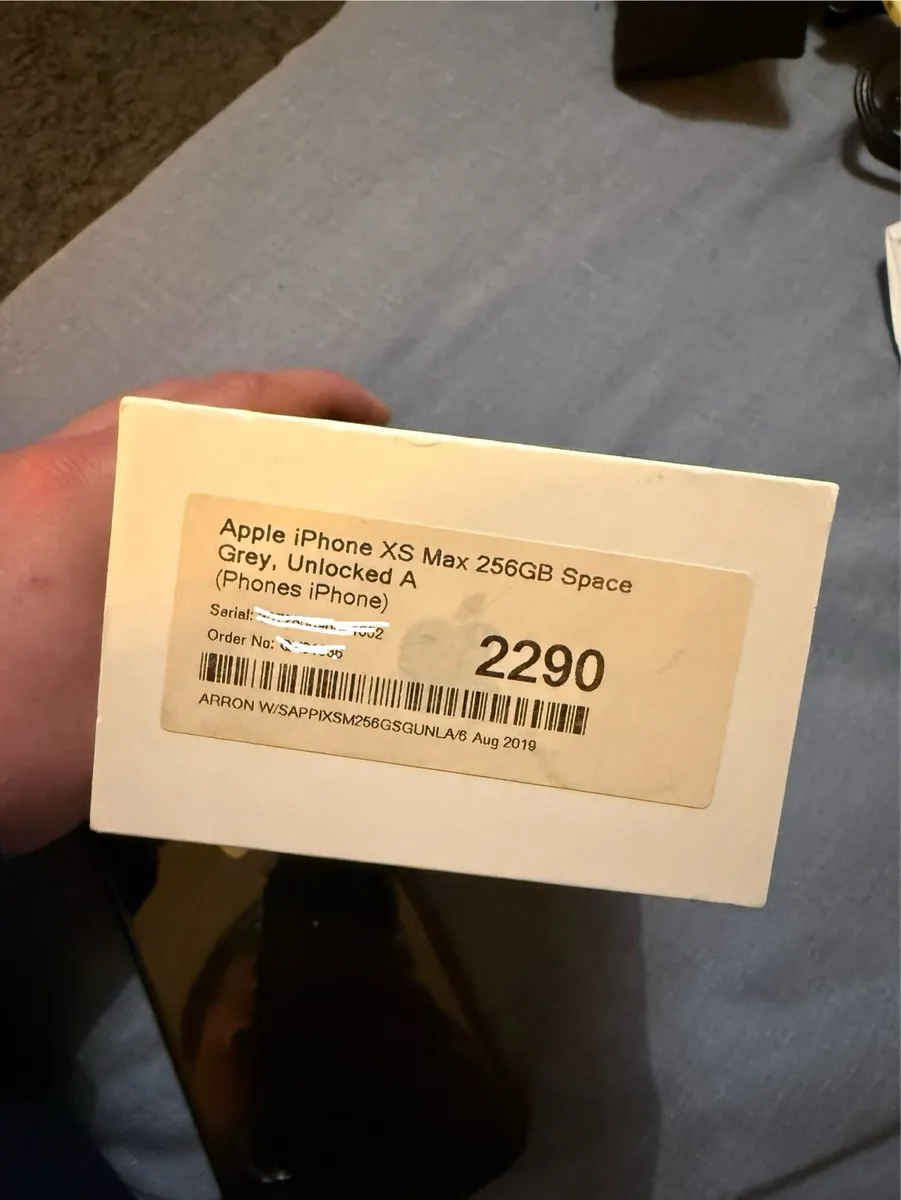 Apple iPhone XS Max 256GB Space
Grey, Unlocked A
(Phones iPhone)
Serial:
Order No:
2290
ARRON W/SAPPIXSM256GSGUNLA/6 Aug 2019